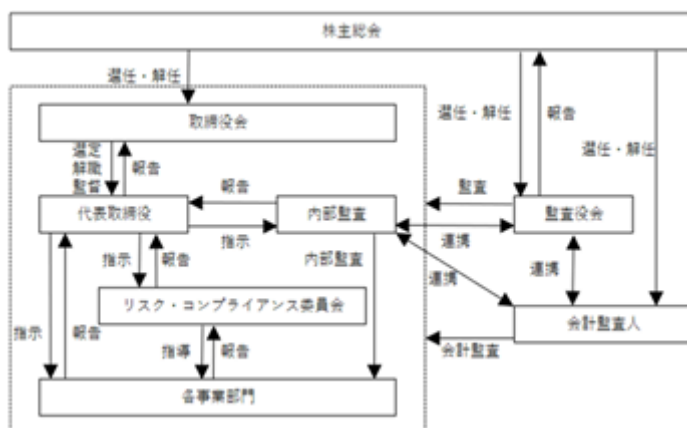 株主総会
選任・解任
選任・解任
報告
選任・解任
取締役会
選定
解職
監督
報告
報告
監査
代表取締役
内部監査
監査役会
指示
連携
指示
報告
内部監査
連携
連携
リスク・コンプライアンス委員会
会計監査人
指示
報告
指導
報告
会計監査
各事業部門